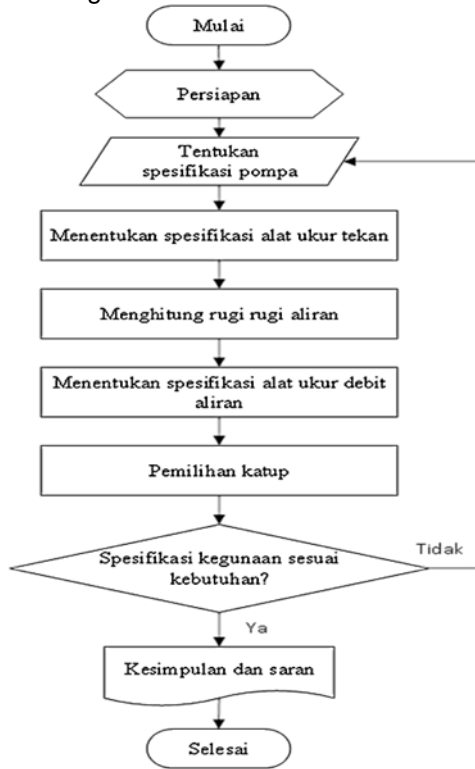 Mulai
Persiapan
Tentukan
spesifikasi pompa
Menentukan spesifikasi alat ukur tekan
Menghitung rugi rugi aliran
Menentukan spesifikasi alat ukur debit
aliran
Pemilihan katup
Spesifikasi kegunaan sesuai
kebutuhan?
Tidak
Ya
Kesimpulan dan saran
Selesai